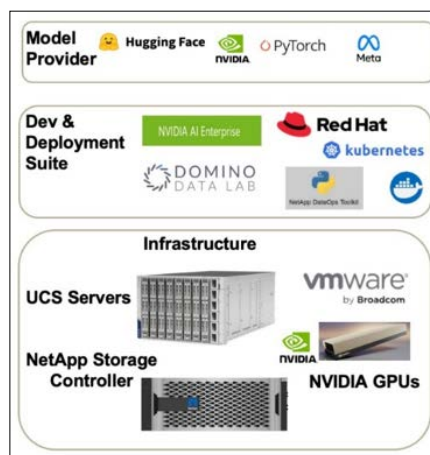 Model
Provider
Hugging Face
NVIDIA
PyTorch
Meta
Dev &
Deployment
Suite
NVIDIA AI Enterprise
Red Hat
kubernetes
DOMINO
DATA LAB
NetApp DataOps Toolkit
Infrastructure
UCS Servers
vmware®
by Broadcom
NetApp Storage
Controller
NVIDIA
NVIDIA GPUs